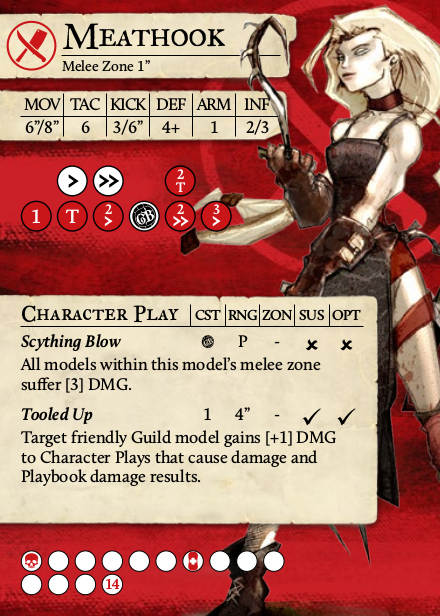 MEATHOOK
Melee Zone 1”
MOV TAC KICK DEF ARM INF
6”/8” 6 3/6” 4+ 1 2/3
> >> 2 T
1 T 2 > GB 2 >> 3 >
CHARACTER PLAY CST RNG ZON SUS OPT
Scything Blow P - ✘ ✘
All models within this model’s melee zone
suffer [3] DMG.
Tooled Up 1 4” - ✓ ✓
Target friendly Guild model gains [+1] DMG
to Character Plays that cause damage and
Playbook damage results.
14